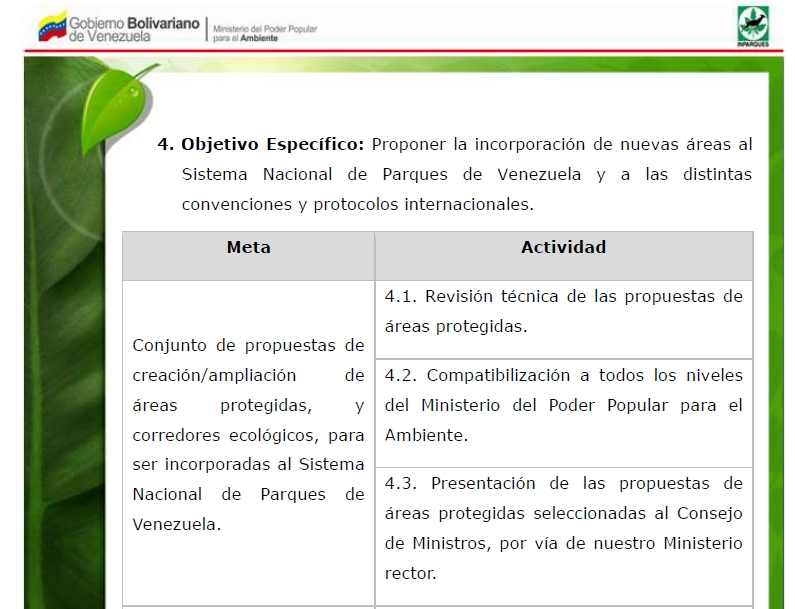 Gobierno Bolivariano
de Venezuela
Ministerio del Poder Popular
para el Ambiente
INPARQUES
4. Objetivo Específico: Proponer la incorporación de nuevas áreas al
Sistema Nacional de Parques de Venezuela y a las distintas
convenciones y protocolos internacionales.
Meta
Actividad
Conjunto de propuestas de
creación/ampliación de
áreas protegidas, y
corredores ecológicos, para
ser incorporadas al Sistema
Nacional de Parques de
Venezuela.
4.1. Revisión técnica de las propuestas de
áreas protegidas.
4.2. Compatibilización a todos los niveles
del Ministerio del Poder Popular para el
Ambiente.
4.3. Presentación de las propuestas de
áreas protegidas seleccionadas al Consejo
de Ministros, por vía de nuestro Ministerio
rector.